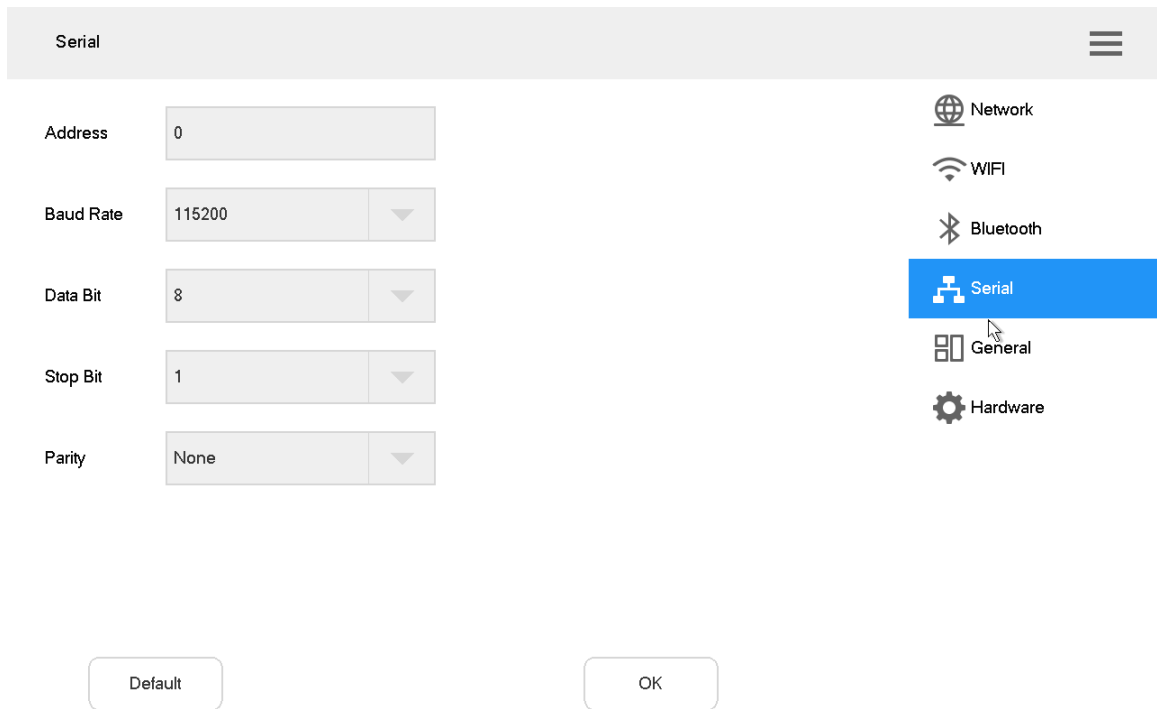 Serial
Address 0
Baud Rate 115200
Data Bit 8
Stop Bit 1
Parity None
Default OK
Network
WIFI
Bluetooth
Serial
General
Hardware